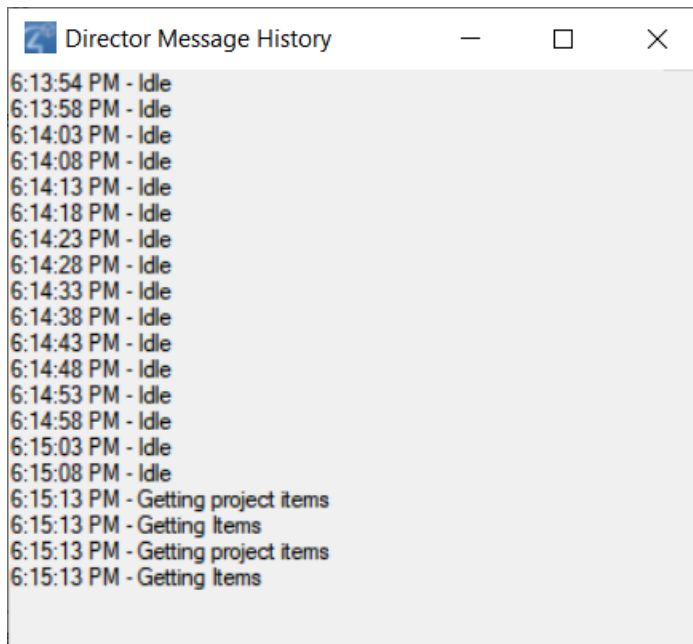 Director Message History
6:13:54 PM - Idle
6:13:58 PM - Idle
6:14:03 PM - Idle
6:14:08 PM - Idle
6:14:13 PM - Idle
6:14:18 PM - Idle
6:14:23 PM - Idle
6:14:28 PM - Idle
6:14:33 PM - Idle
6:14:38 PM - Idle
6:14:43 PM - Idle
6:14:48 PM - Idle
6:14:53 PM - Idle
6:14:58 PM - Idle
6:15:03 PM - Idle
6:15:08 PM - Idle
6:15:13 PM - Getting project items
6:15:13 PM - Getting Items
6:15:13 PM - Getting project items
6:15:13 PM - Getting Items